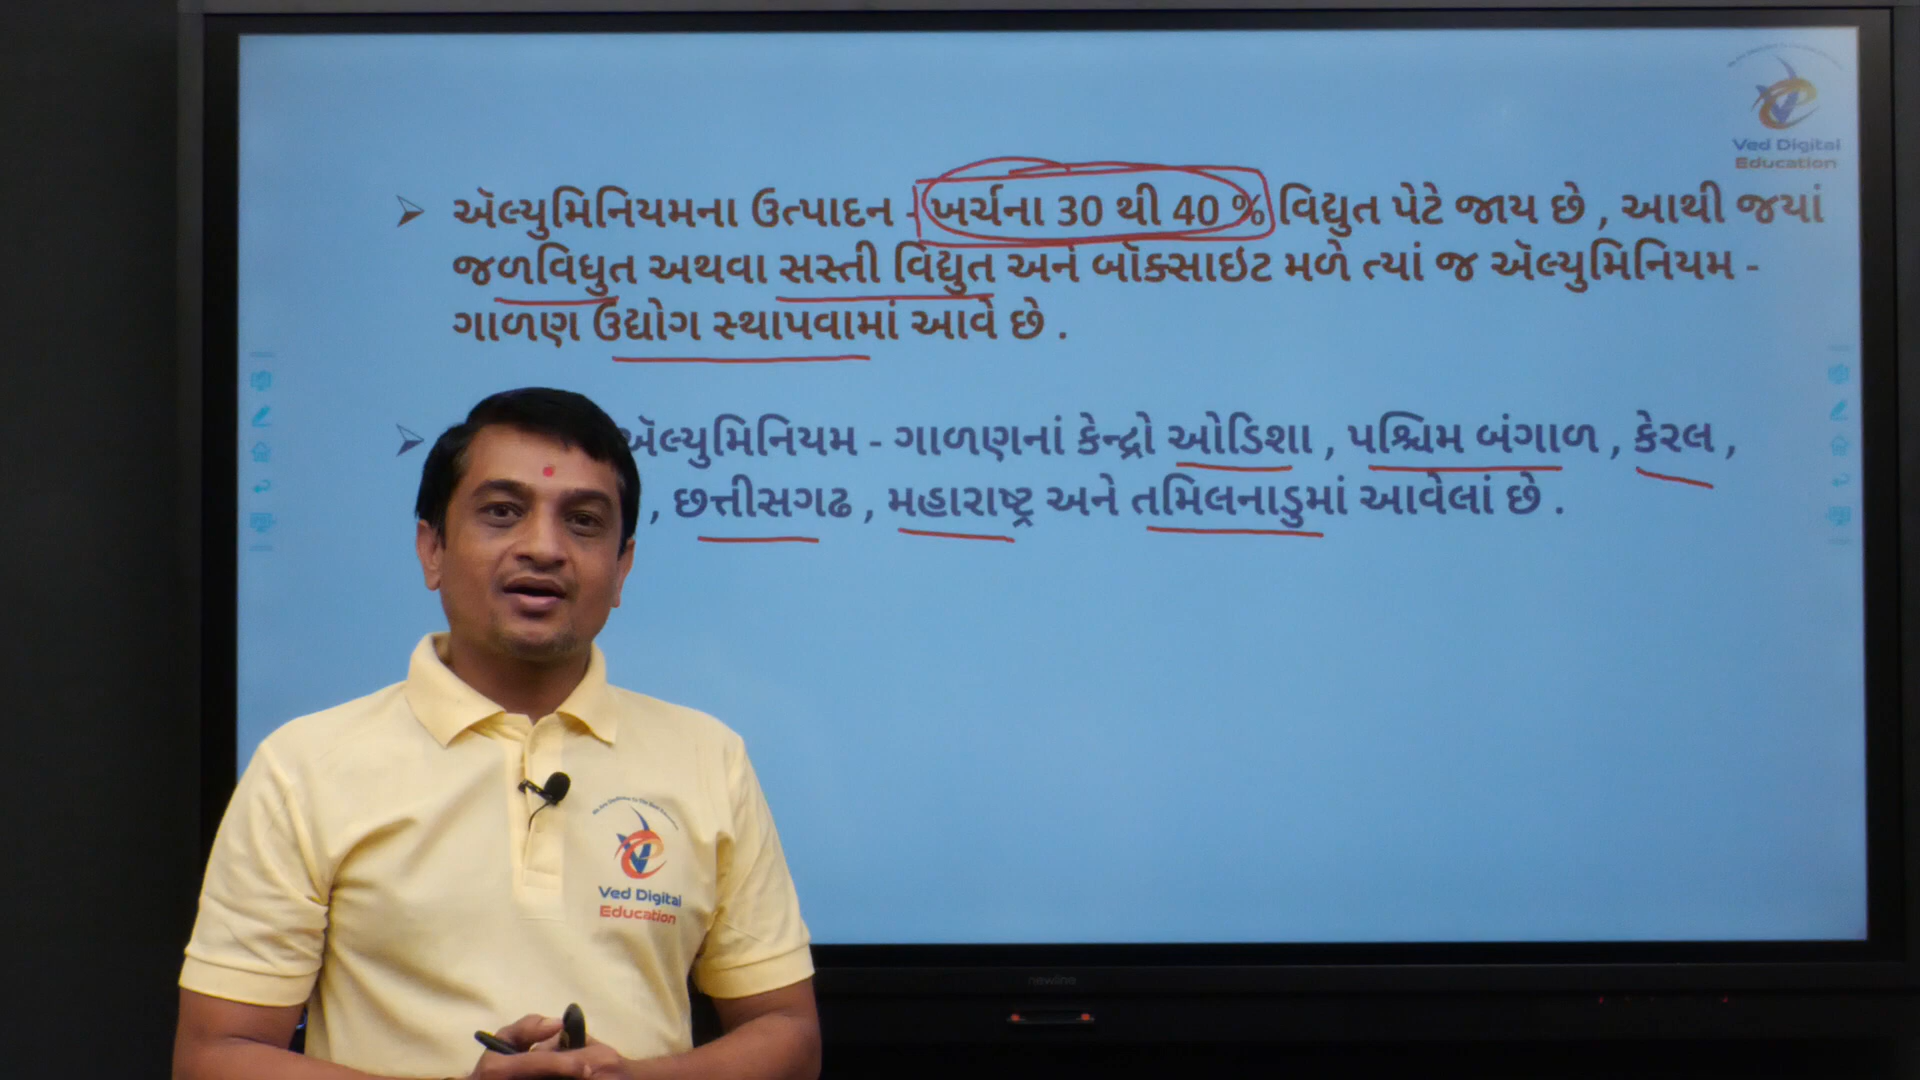 Ved Digital
Education
➢ ઍલ્યુમિનિયમના ઉત્પાદન - ખર્ચના 30 થી 40 % વિદ્યુત પેટે જાય છે , આથી જયાં
જળવિધુત અથવા સસ્તી વિદ્યુત અને બૉક્સાઇટ મળે ત્યાં જ ઍલ્યુમિનિયમ -
ગાળણ ઉદ્યોગ સ્થાપવામાં આવે છે .
➢ ઍલ્યુમિનિયમ - ગાળણનાં કેન્દ્રો ઓડિશા , પશ્ચિમ બંગાળ , કેરલ ,
, છત્તીસગઢ , મહારાષ્ટ્ર અને તમિલનાડુમાં આવેલાં છે .
Ved Digital
Education
newline